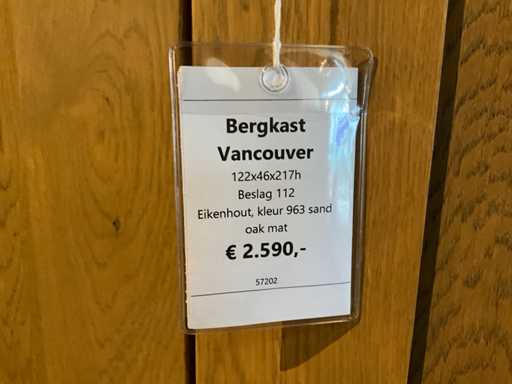 Bergkast
Vancouver
122x46x217h
Beslag 112
Eikenhout, kleur 963 sand
oak mat
€ 2.590,-
57202